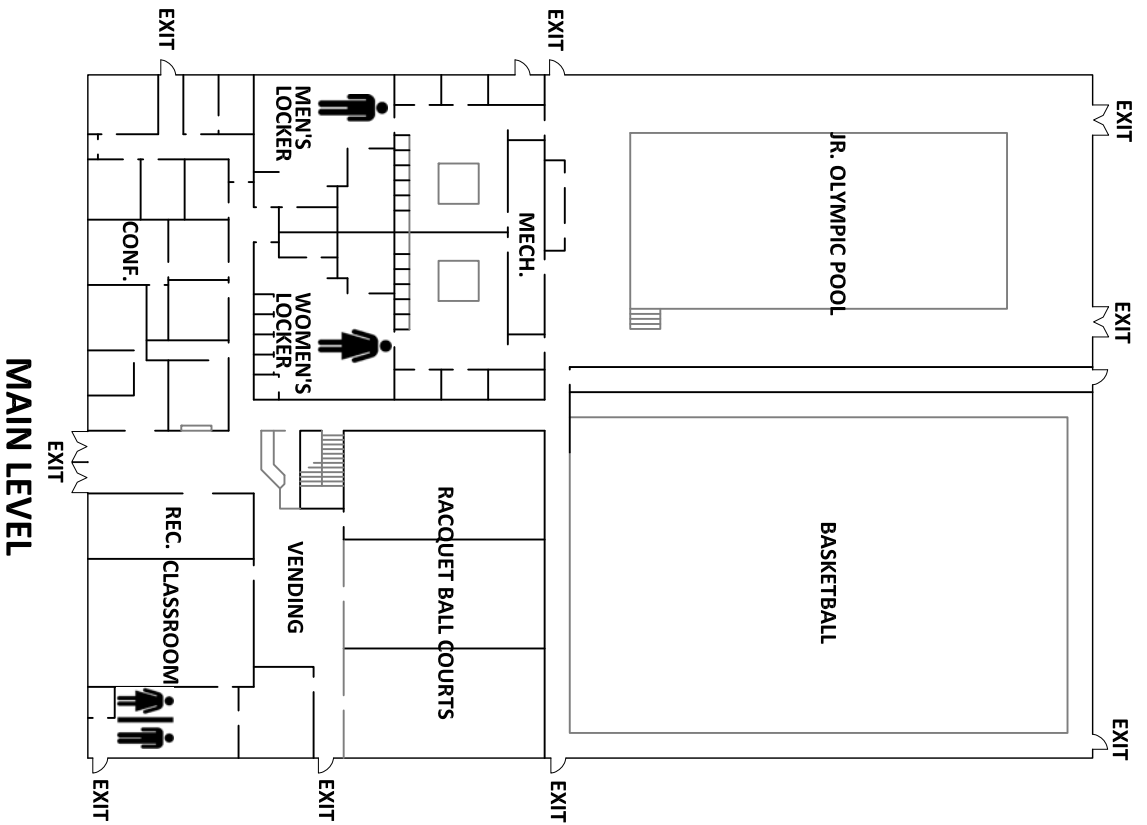 EXIT
EXIT
EXIT
JR. OLYMPIC POOL
BASKETBALL
EXIT
EXIT
MECH.
RACQUET BALL COURTS
EXIT
MEN'S
LOCKER
WOMEN'S
LOCKER
VENDING
EXIT
REC.
CLASSROOM
CONF.
EXIT
EXIT
MAIN LEVEL